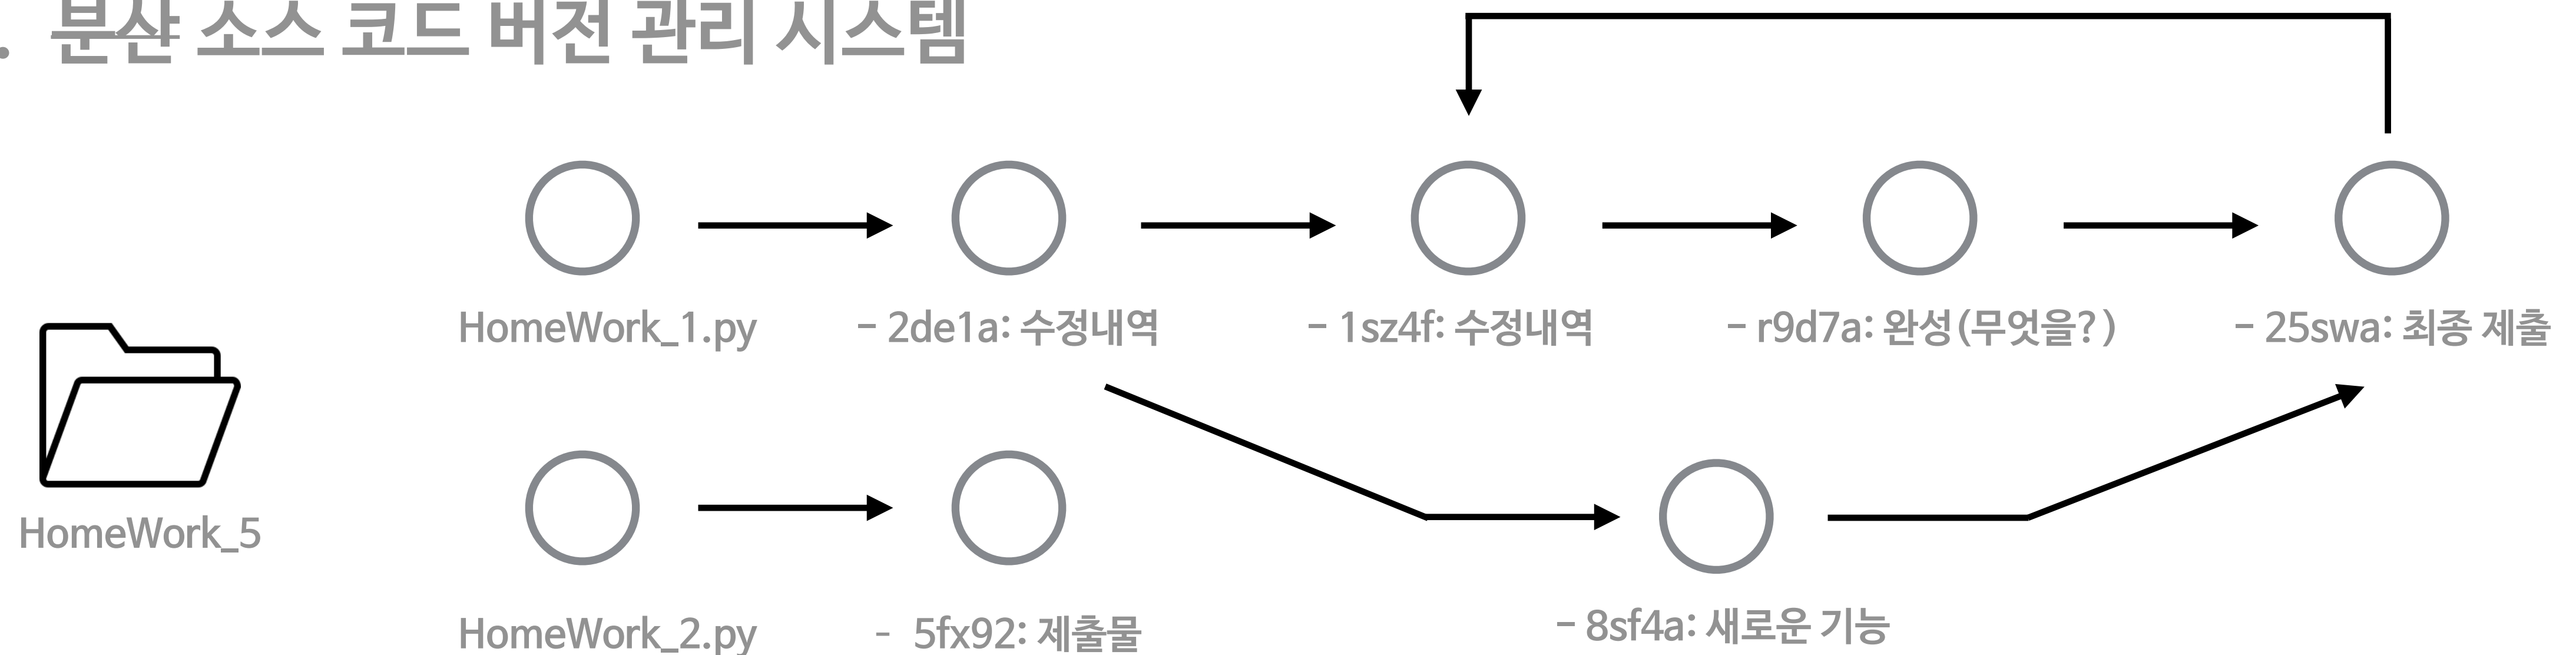 . 분산 소스 코드 버전 관리 시스템
HomeWork_1.py
- 2de1a: 수정내역
- 1sz4f: 수정내역
- r9d7a: 완성(무엇을?)
- 25swa: 최종 제출
HomeWork_5
HomeWork_2.py
- 5fx92: 제출물
- 8sf4a: 새로운 기능